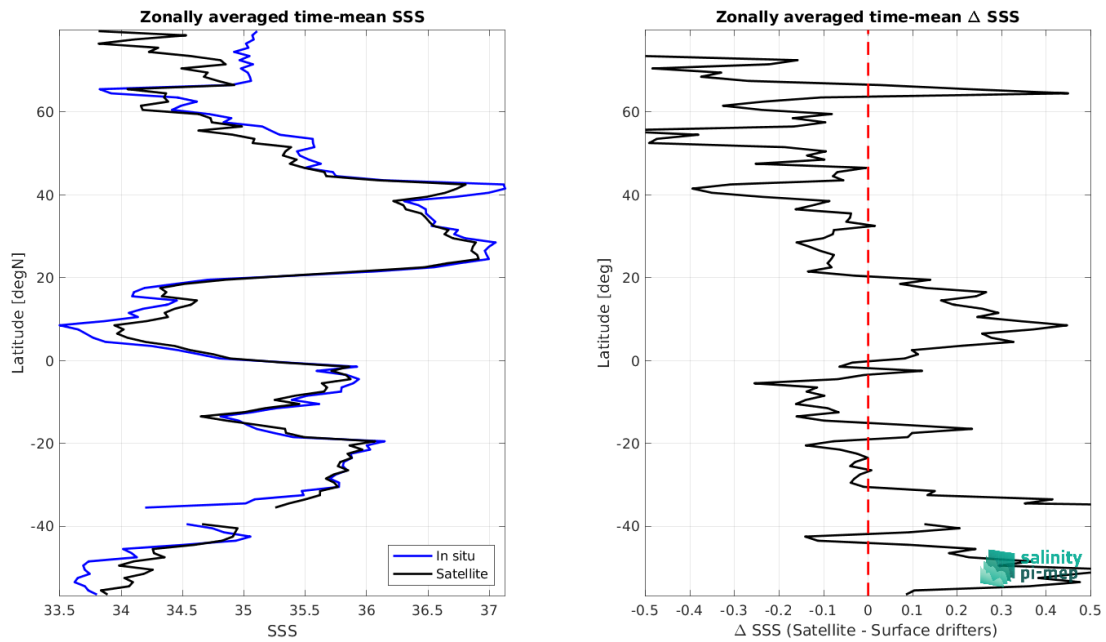 Zonally averaged time-mean SSS
Latitude [degN]
60
40
20
0
-20
-40
33.5 34 34.5 35 35.5 36 36.5 37
SSS
In situ
Satellite
Zonally averaged time-mean Δ SSS
Latitude [deg]
60
40
20
0
-20
-40
-0.5 -0.4 -0.3 -0.2 -0.1 0 0.1 0.2 0.3 0.4 0.5
Δ SSS (Satellite - Surface drifters)
salinity
pi-mep